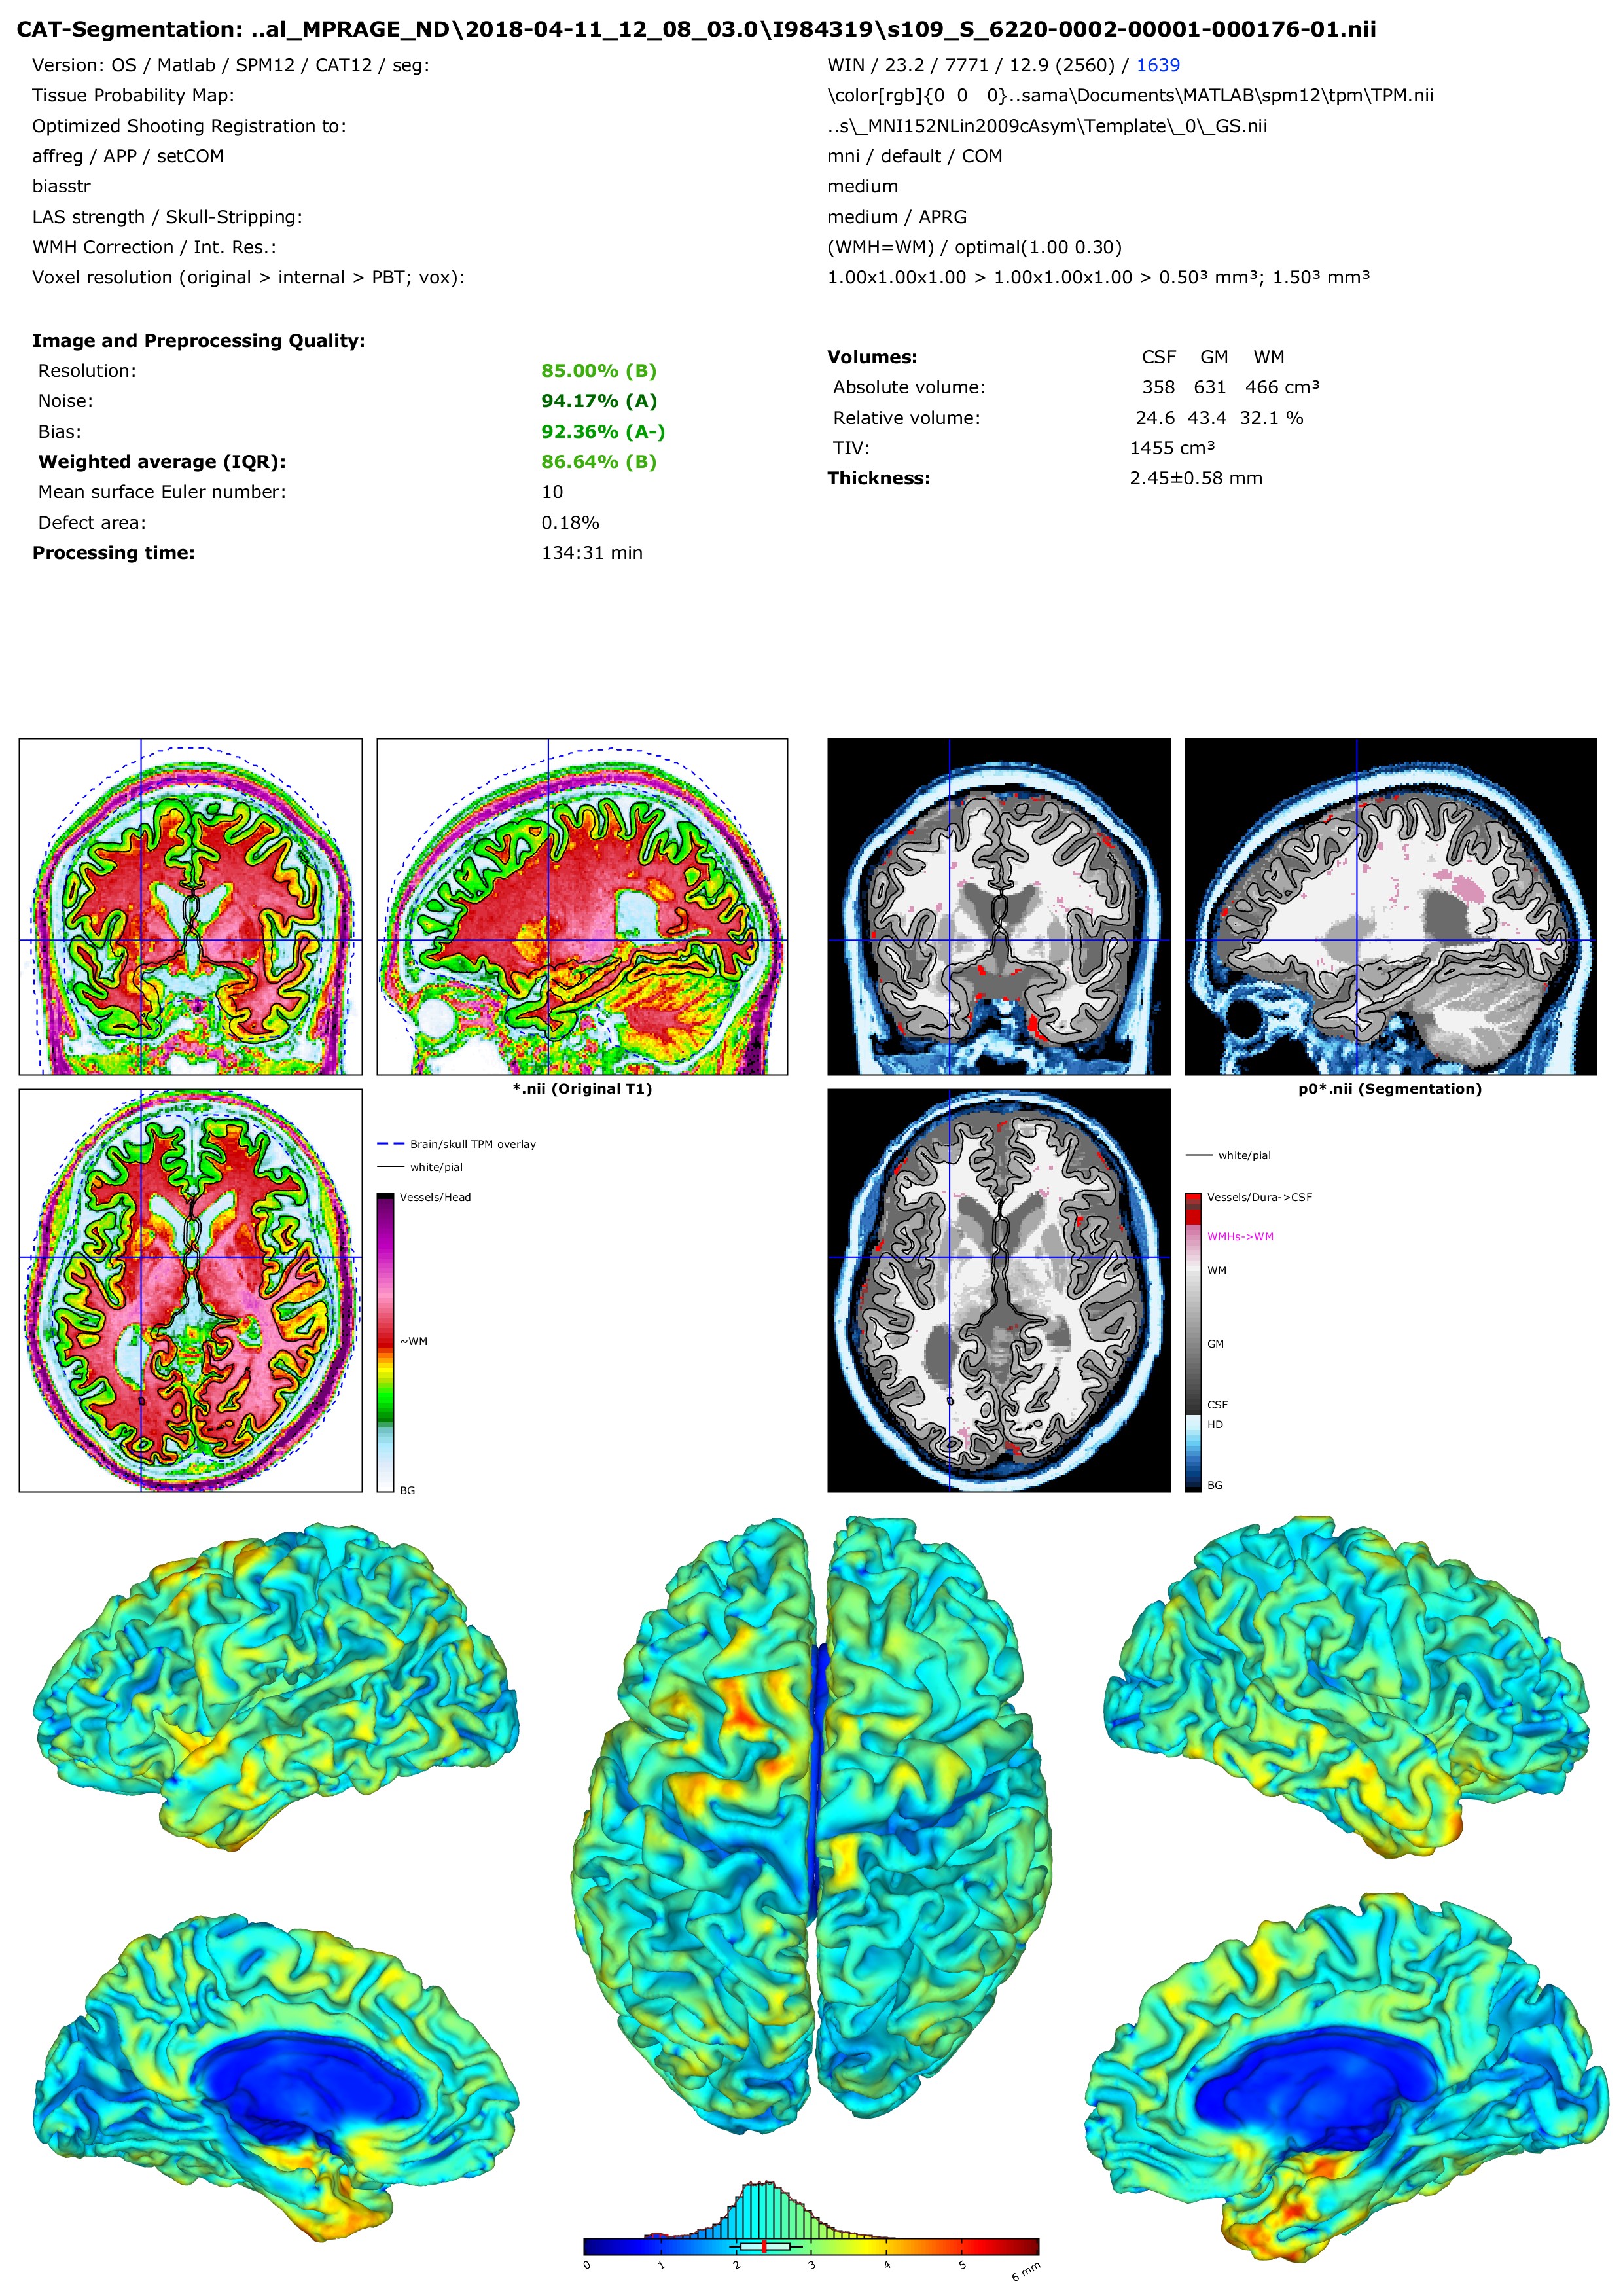 CAT-Segmentation: ..al_MPRAGE_ND\2018-04-11_12_08_03.0\I984319\s109_S_6220-0002-00001-000176-01.nii
Version: OS / Matlab / SPM12 / CAT12 / seg: WIN / 23.2 / 7771 / 12.9 (2560) / 1639
Tissue Probability Map: \color[rgb]{0 0 0}..sama\Documents\MATLAB\spm12\tpm\TPM.nii
Optimized Shooting Registration to: ..s\_MNI152NLin2009cAsym\Template\_0\_GS.nii
affreg / APP / setCOM mni / default / COM
biasstr medium
LAS strength / Skull-Stripping: medium / APRG
WMH Correction / Int. Res.: (WMH=WM) / optimal(1.00 0.30)
Voxel resolution (original > internal > PBT; vox): 1.00x1.00x1.00 > 1.00x1.00x1.00 > 0.50³ mm³; 1.50³ mm³
Image and Preprocessing Quality:
Resolution: 85.00% (B)
Noise: 94.17% (A)
Bias: 92.36% (A-)
Weighted average (IQR): 86.64% (B)
Mean surface Euler number: 10
Defect area: 0.18%
Processing time: 134:31 min
Volumes: CSF GM WM
Absolute volume: 358 631 466 cm³
Relative volume: 24.6 43.4 32.1 %
TIV: 1455 cm³
Thickness: 2.45±0.58 mm
*.nii (Original T1)
Brain/skull TPM overlay
white/pial
Vessels/Head
~WM
BG
p0*.nii (Segmentation)
white/pial
Vessels/Dura->CSF
WMHs->WM
WM
GM
CSF
HD
BG
0 1 2 3 4 5 6 mm